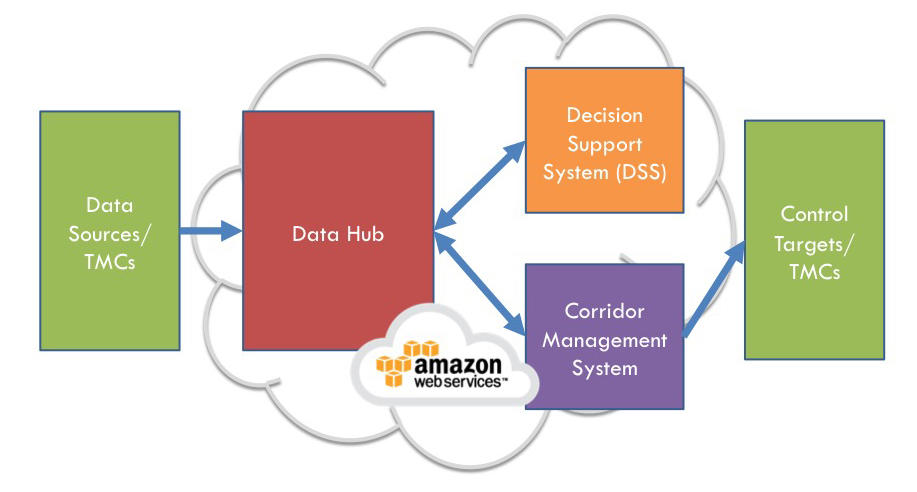 Data
Sources/
TMCs
Data Hub
Decision
Support
System (DSS)
Corridor
Management
System
Control
Targets/
TMCs
amazon
web services™